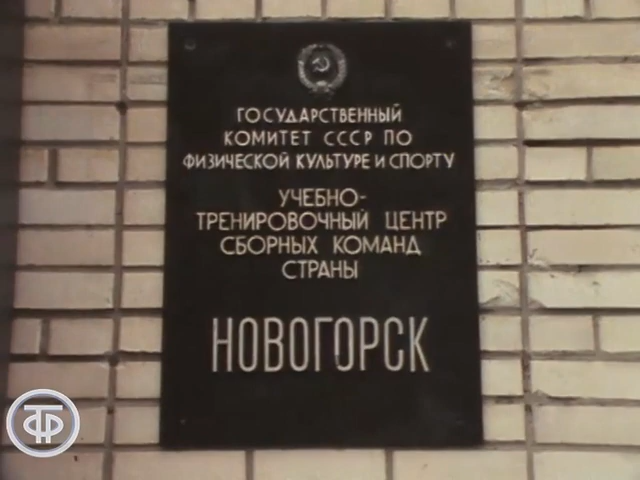 ГОСУДАРСТВЕННЫЙ
КОМИТЕТ СССР ПО
ФИЗИЧЕСКОЙ КУЛЬТУРЕ И СПОРТУ
УЧЕБНО-
ТРЕНИРОВОЧНЫЙ ЦЕНТР
СБОРНЫХ КОМАНД
СТРАНЫ
НОВОГОРСК